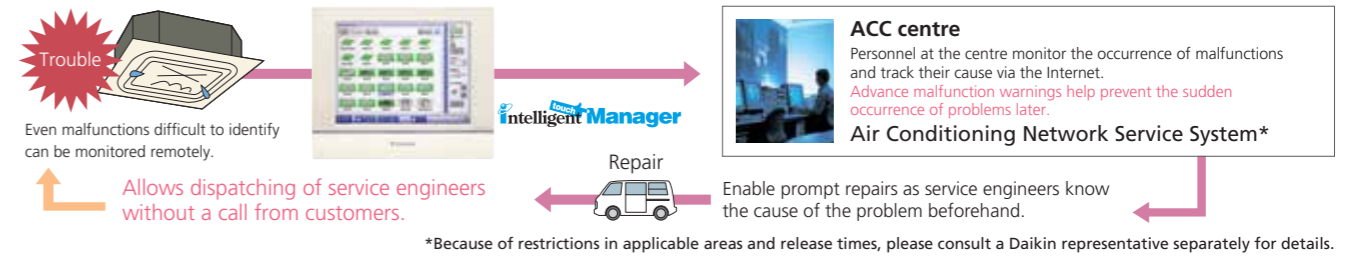 Trouble
Even malfunctions difficult to identify
can be monitored remotely.
intelligent touch Manager
ACC centre
Personnel at the centre monitor the occurrence of malfunctions
and track their cause via the Internet.
Advance malfunction warnings help prevent the sudden
occurrence of problems later.
Air Conditioning Network Service System*
Enable prompt repairs as service engineers know
the cause of the problem beforehand.
Repair
Allows dispatching of service engineers
without a call from customers.
*Because of restrictions in applicable areas and release times, please consult a Daikin representative separately for details.